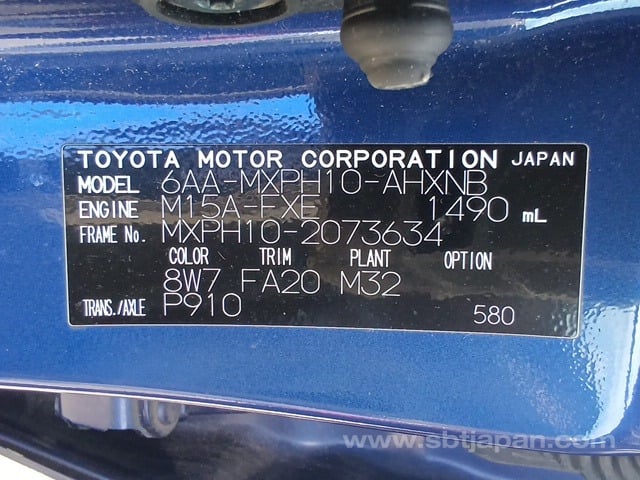 TOYOTA MOTOR CORPORATION JAPAN
MODEL 6AA-MXPH10-AHXNB
ENGINE M15A-FXE 1490 mL
FRAME No. MXPH10-2073634
COLOR TRIM PLANT OPTION
8W7 FA20 M32
TRANS./AXLE P910 580
www.sbtjapan.com